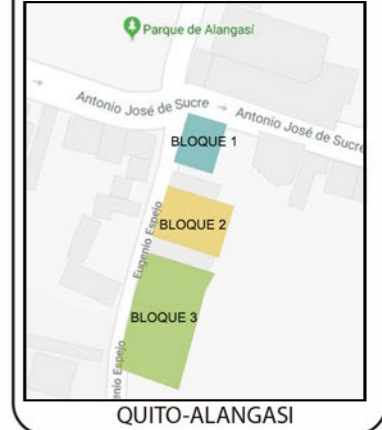 Parque de Alangasí
Antonio José de Sucre
Antonio José de Sucre
BLOQUE 1
BLOQUE 2
Eugenio Espejo
BLOQUE 3
enio Espejo
QUITO-ALANGASI